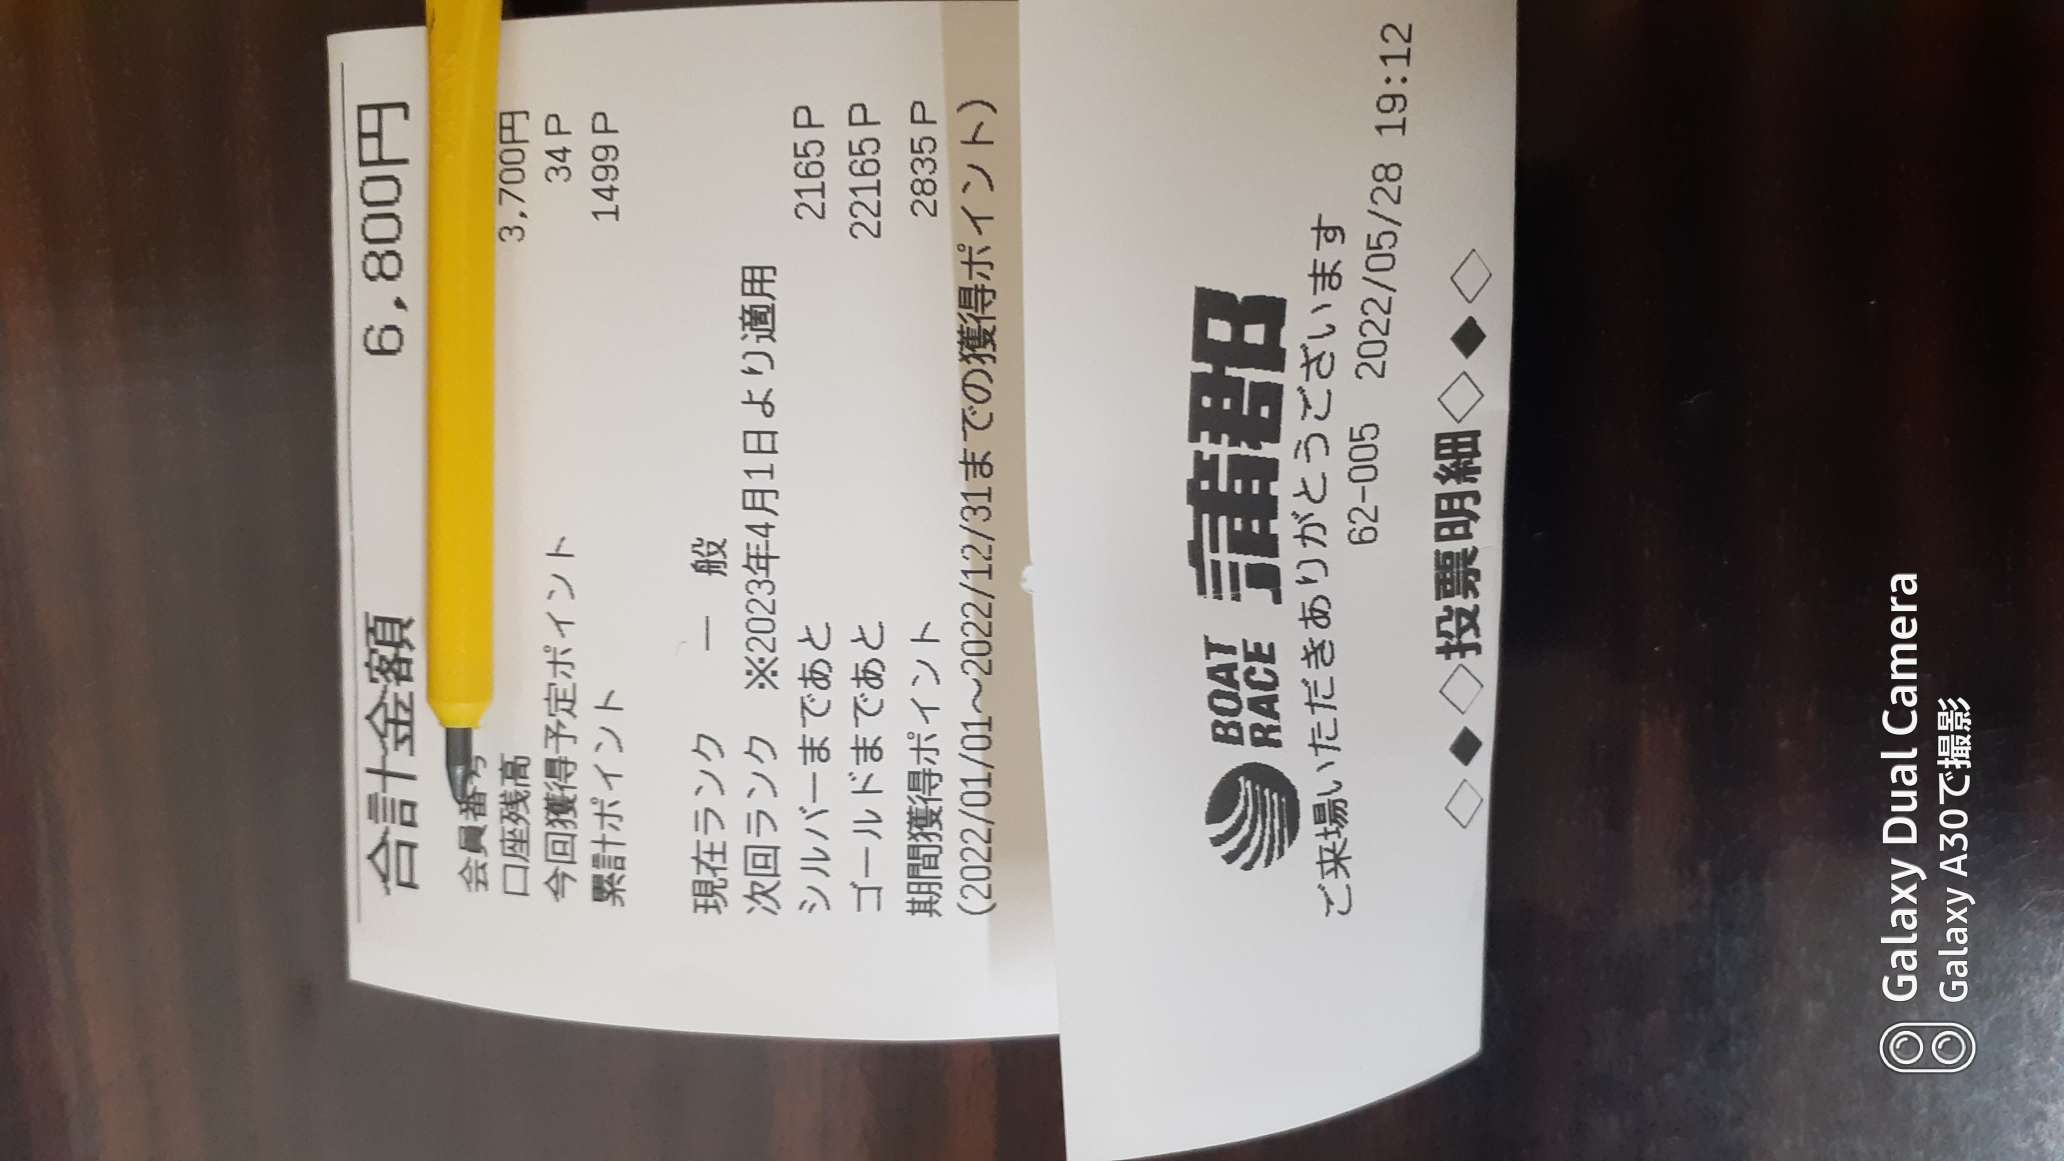 合計金額 6,800円
会員番号
口座残高 3,700円
今回獲得予定ポイント 34P
累計ポイント 1499P
現在ランク 一 般
次回ランク ※2023年4月1日より適用
シルバーまであと 2165P
ゴールドまであと 22165P
期間獲得ポイント 2835P
(2022/01/01~2022/12/31までの獲得ポイント)
BOAT RACE
ご来場いただきありがとうございます
62-005 2022/05/28 19:12
◇◆◇投票明細◇◆◇
Galaxy Dual Camera
Galaxy A30で撮影